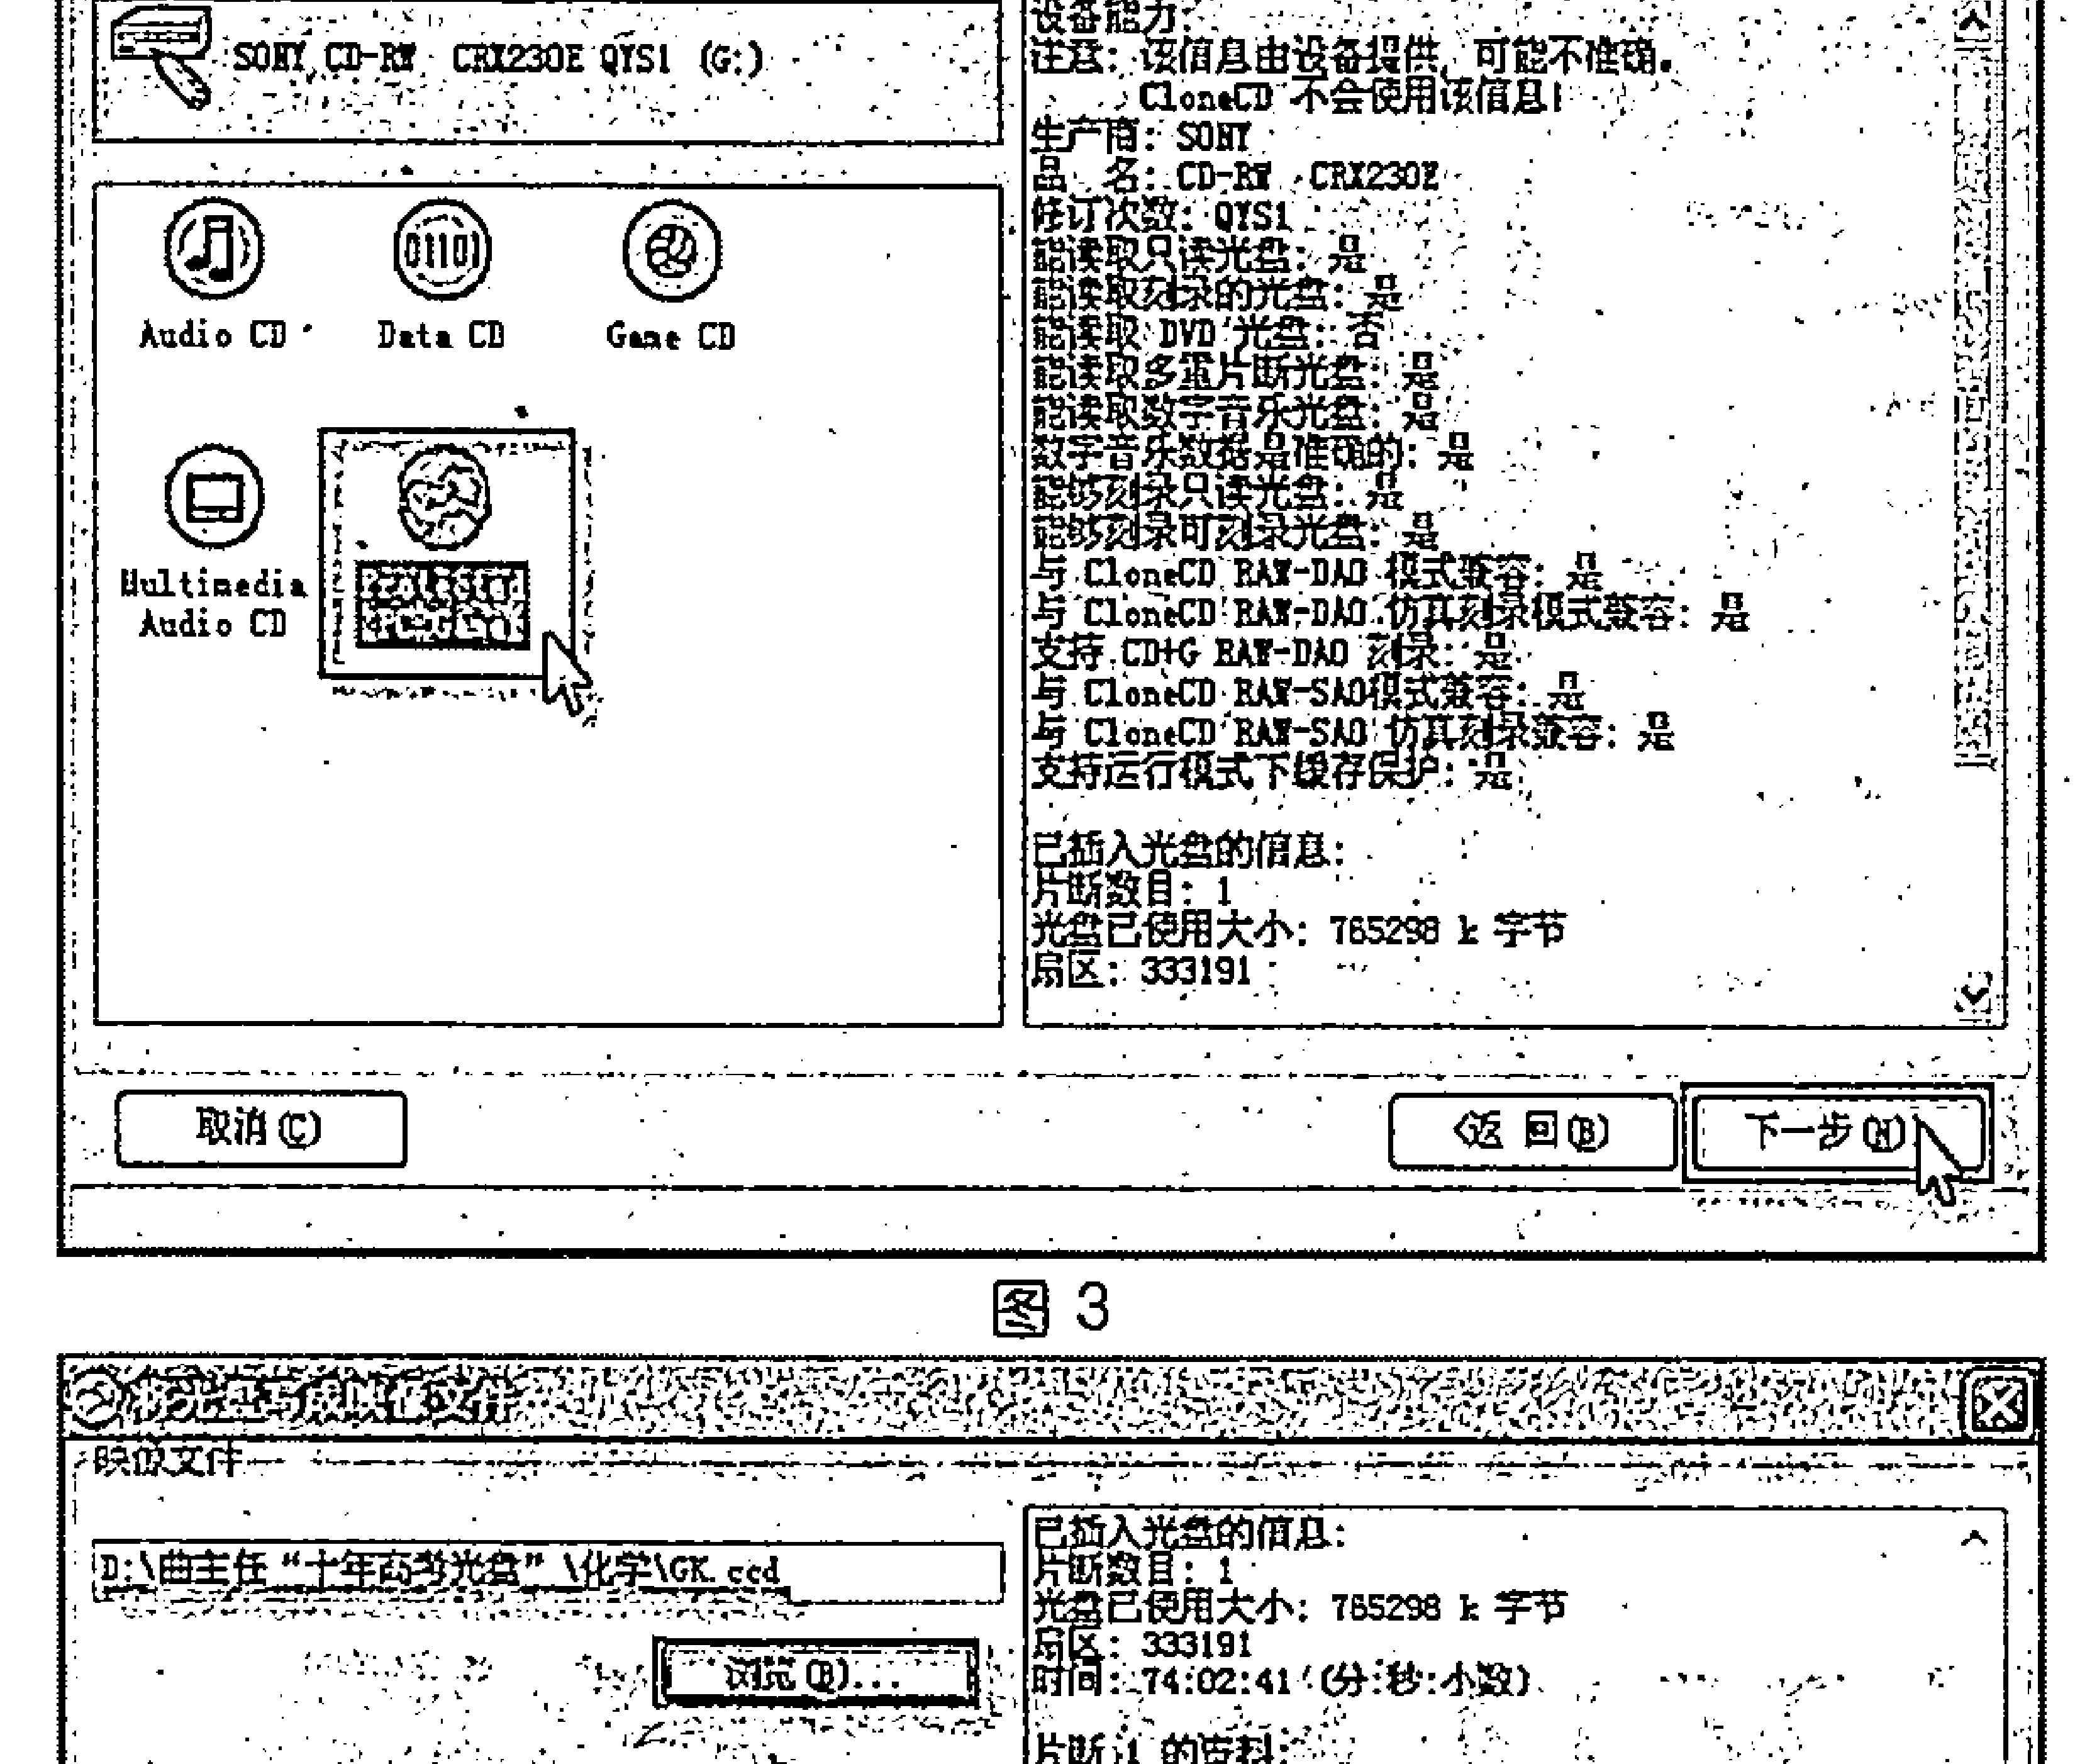 SONY CD-RW CRX230E QYS1 (G:)
Audio CD
Data CD
Game CD
Multimedia
Audio CD
设备能力:
注意: 该信息由设备提供, 可能不准确。
CloneCD 不会使用该信息!
生产商: SONY
品 名: CD-RW CRX230E
修订次数: QYS1
能读取只读光盘: 是
能读取刻录的光盘: 是
能读取 DVD 光盘: 否
能读取多重片断光盘: 是
能读取数字音乐光盘: 是
数字音乐数据是准确的: 是
能够刻录只读光盘: 是
能够刻录可刻录光盘: 是
与 CloneCD RAW-DAO 模式兼容: 是
与 CloneCD RAW-DAO 仿真刻录模式兼容: 是
支持 CD+G RAW-DAO 刻录: 是
与 CloneCD RAW-SAO模式兼容: 是
与 CloneCD RAW-SAO 仿真刻录兼容: 是
支持运行模式下缓存保护: 是
已插入光盘的信息:
片断数目: 1
光盘已使用大小: 765298 k 字节
扇区: 333191
取消(C)
<返 回(B)
下一步(N)
图 3
将光盘写成映像文件
映像文件
D:\曲主任“十年高考光盘”\化学\GK.ccd
浏览(B)...
已插入光盘的信息:
片断数目: 1
光盘已使用大小: 765298 k 字节
扇区: 333191
时间: 74:02:41 (分:秒:小数)
片断 1 的资料: